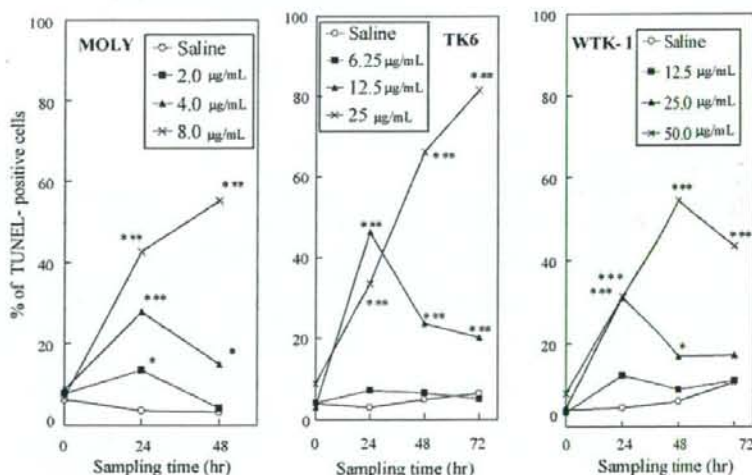 % of TUNEL- positive cells
MOLY
Saline
2.0 µg/mL
4.0 µg/mL
8.0 µg/mL
100
80
60
40
20
0
0 24 48
Sampling time (hr)
* **
* **
* **
*
*
TK6
Saline
6.25 µg/mL
12.5 µg/mL
25 µg/mL
100
80
60
40
20
0
0 24 48 72
Sampling time (hr)
* **
* **
* **
* **
* **
* **
WTK- 1
Saline
12.5 µg/mL
25.0 µg/mL
50.0 µg/mL
100
80
60
40
20
0
0 24 48 72
Sampling time (hr)
***
* **
***
* **
*